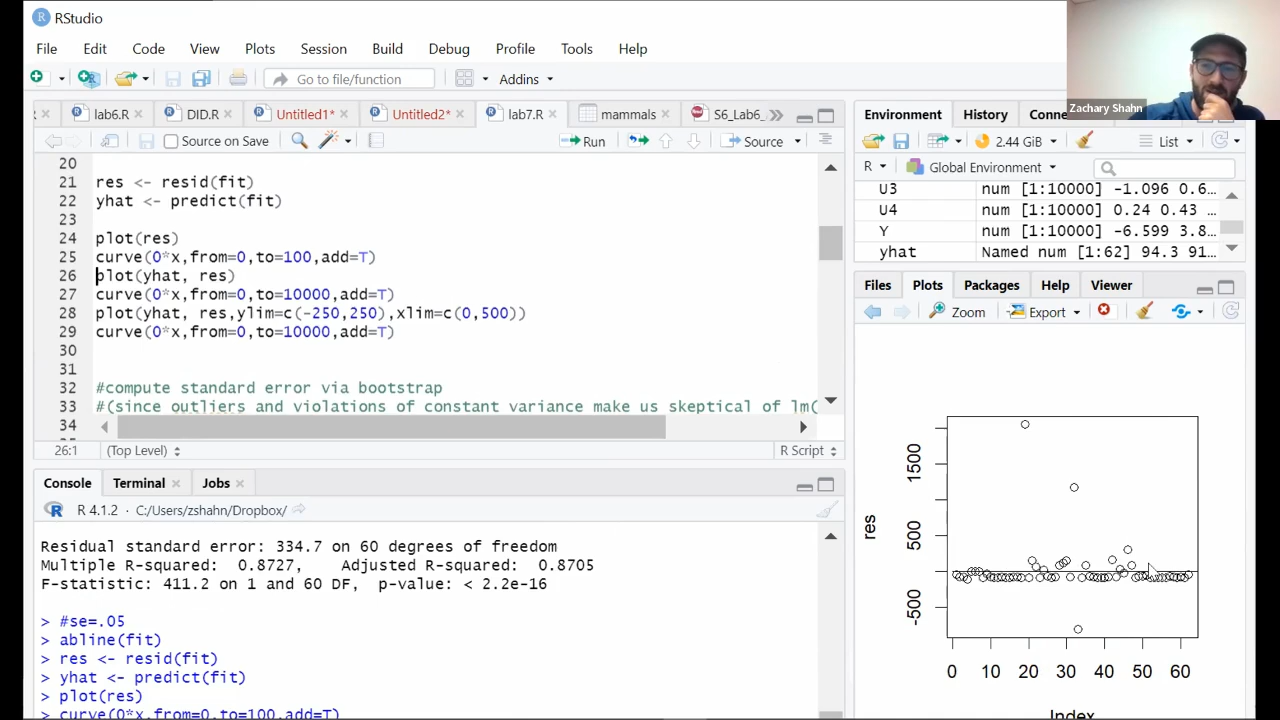 RStudio
File Edit Code View Plots Session Build Debug Profile Tools Help
Go to file/function Addins
Zachary Shahn
R lab6.R DID.R Untitled1* Untitled2* lab7.R mammals S6_Lab6_
Source on Save Run Source
20
21 res <- resid(fit)
22 yhat <- predict(fit)
23
24 plot(res)
25 curve(0*x,from=0,to=100,add=T)
26 plot(yhat, res)
27 curve(0*x,from=0,to=10000,add=T)
28 plot(yhat, res,ylim=c(-250,250),xlim=c(0,500))
29 curve(0*x,from=0,to=10000,add=T)
30
31
32 #compute standard error via bootstrap
33 #(since outliers and violations of constant variance make us skeptical of lm(
34
26:1 (Top Level) R Script
Console Terminal Jobs
R 4.1.2 · C:/Users/zshahn/Dropbox/
Residual standard error: 334.7 on 60 degrees of freedom
Multiple R-squared: 0.8727, Adjusted R-squared: 0.8705
F-statistic: 411.2 on 1 and 60 DF, p-value: < 2.2e-16
> #se=.05
> abline(fit)
> res <- resid(fit)
> yhat <- predict(fit)
> plot(res)
> curve(0*x,from=0,to=100,add=T)
Environment History Conne
2.44 GiB List
R Global Environment
U3 num [1:10000] -1.096 0.6…
U4 num [1:10000] 0.24 0.43 …
Y num [1:10000] -6.599 3.8…
yhat Named num [1:62] 94.3 91…
Files Plots Packages Help Viewer
Zoom Export
res
1500
500
-500
0 10 20 30 40 50 60
Index